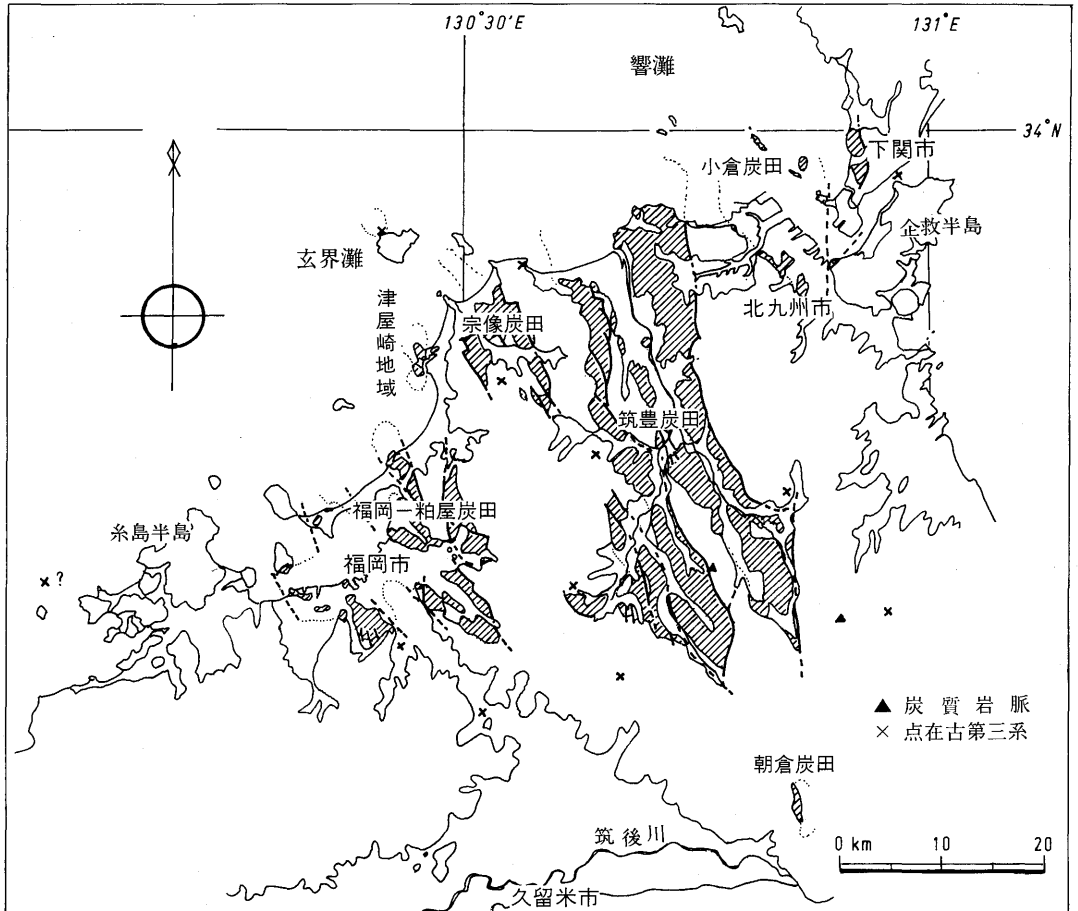 130°30'E
131°E
響灘
34°N
下関市
小倉炭田
企救半島
玄界灘
北九州市
津屋崎地域
宗像炭田
筑豊炭田
福岡－粕屋炭田
糸島半島
福岡市
?
▲ 炭質岩脈
× 点在古第三系
朝倉炭田
0 km 10 20
筑後川
久留米市